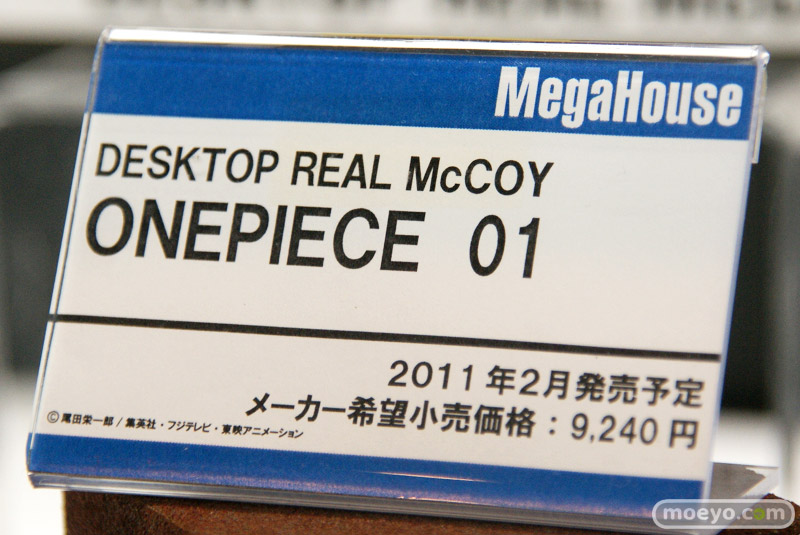 MegaHouse
DESKTOP REAL McCOY
ONEPIECE 01
2011年2月発売予定
メーカー希望小売価格：9,240円
©尾田栄一郎／集英社・フジテレビ・東映アニメーション
moeyo.com